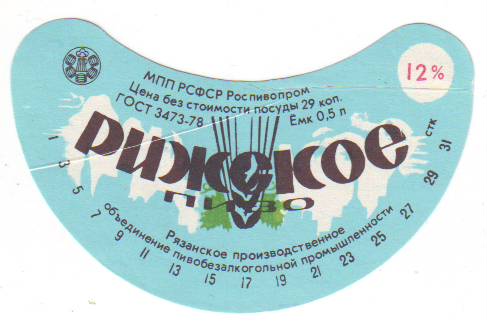 МПП РСФСР Роспивопром
Цена без стоимости посуды 29 коп.
ГОСТ 3473-78 Ёмк 0,5 л
12%
Рижское
пиво
Рязанское производственное
объединение пивобезалкогольной промышленности
1 3 5 7 9 11 13 15 17 19 21 23 25 27 29 31 стк